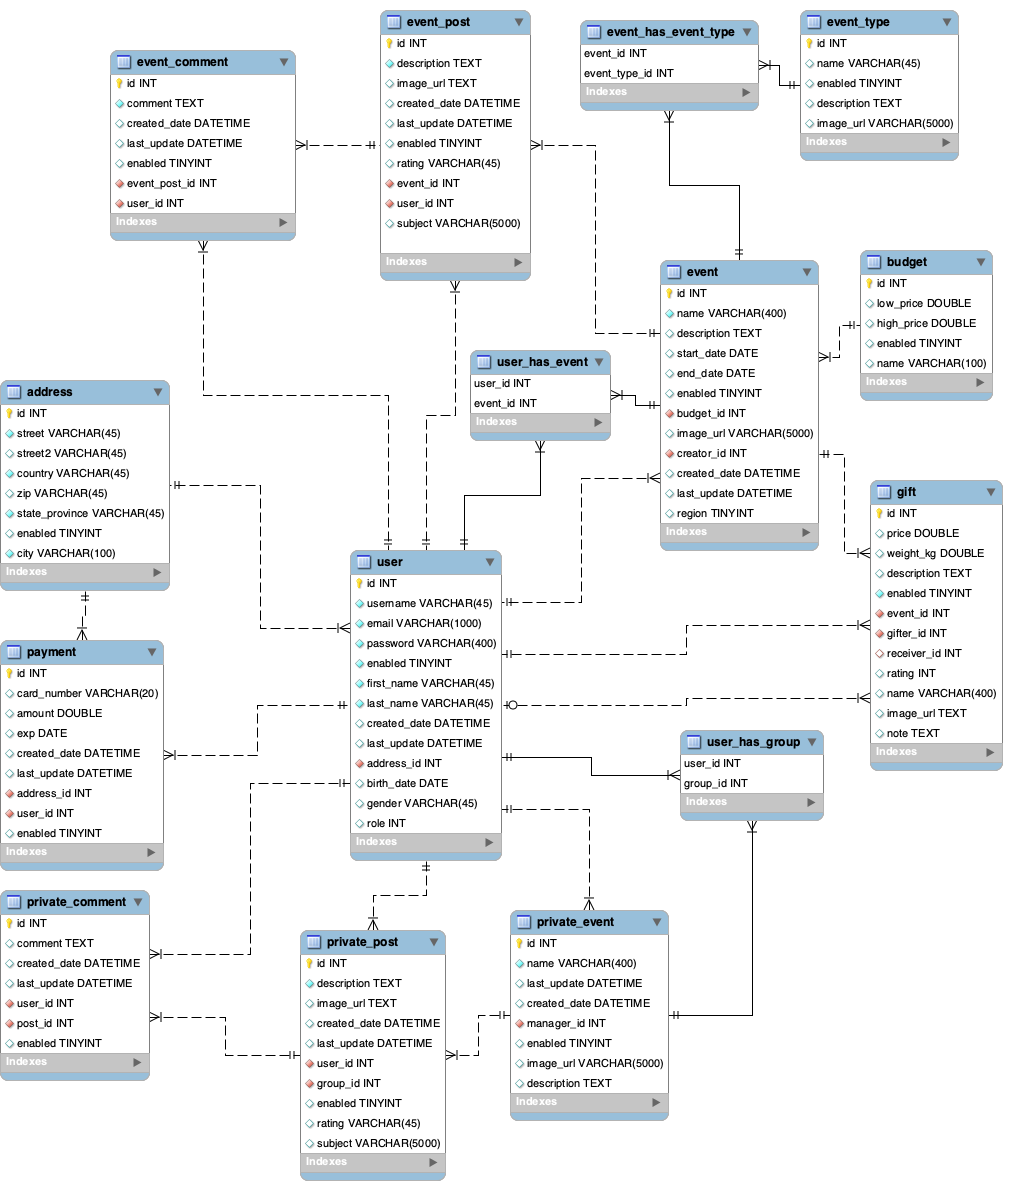 event_comment
id INT
comment TEXT
created_date DATETIME
last_update DATETIME
enabled TINYINT
event_post_id INT
user_id INT
Indexes
event_post
id INT
description TEXT
image_url TEXT
created_date DATETIME
last_update DATETIME
enabled TINYINT
rating VARCHAR(45)
event_id INT
user_id INT
subject VARCHAR(5000)
Indexes
event_has_event_type
event_id INT
event_type_id INT
Indexes
event_type
id INT
name VARCHAR(45)
enabled TINYINT
description TEXT
image_url VARCHAR(5000)
Indexes
event
id INT
name VARCHAR(400)
description TEXT
start_date DATE
end_date DATE
enabled TINYINT
budget_id INT
image_url VARCHAR(5000)
creator_id INT
created_date DATETIME
last_update DATETIME
region TINYINT
Indexes
budget
id INT
low_price DOUBLE
high_price DOUBLE
enabled TINYINT
name VARCHAR(100)
Indexes
user_has_event
user_id INT
event_id INT
Indexes
address
id INT
street VARCHAR(45)
street2 VARCHAR(45)
country VARCHAR(45)
zip VARCHAR(45)
state_province VARCHAR(45)
enabled TINYINT
city VARCHAR(100)
Indexes
gift
id INT
price DOUBLE
weight_kg DOUBLE
description TEXT
enabled TINYINT
event_id INT
gifter_id INT
receiver_id INT
rating INT
name VARCHAR(400)
image_url TEXT
note TEXT
Indexes
user
id INT
username VARCHAR(45)
email VARCHAR(1000)
password VARCHAR(400)
enabled TINYINT
first_name VARCHAR(45)
last_name VARCHAR(45)
created_date DATETIME
last_update DATETIME
address_id INT
birth_date DATE
gender VARCHAR(45)
role INT
Indexes
payment
id INT
card_number VARCHAR(20)
amount DOUBLE
exp DATE
created_date DATETIME
last_update DATETIME
address_id INT
user_id INT
enabled TINYINT
Indexes
user_has_group
user_id INT
group_id INT
Indexes
private_comment
id INT
comment TEXT
created_date DATETIME
last_update DATETIME
user_id INT
post_id INT
enabled TINYINT
Indexes
private_post
id INT
description TEXT
image_url TEXT
created_date DATETIME
last_update DATETIME
user_id INT
group_id INT
enabled TINYINT
rating VARCHAR(45)
subject VARCHAR(5000)
Indexes
private_event
id INT
name VARCHAR(400)
last_update DATETIME
created_date DATETIME
manager_id INT
enabled TINYINT
image_url VARCHAR(5000)
description TEXT
Indexes